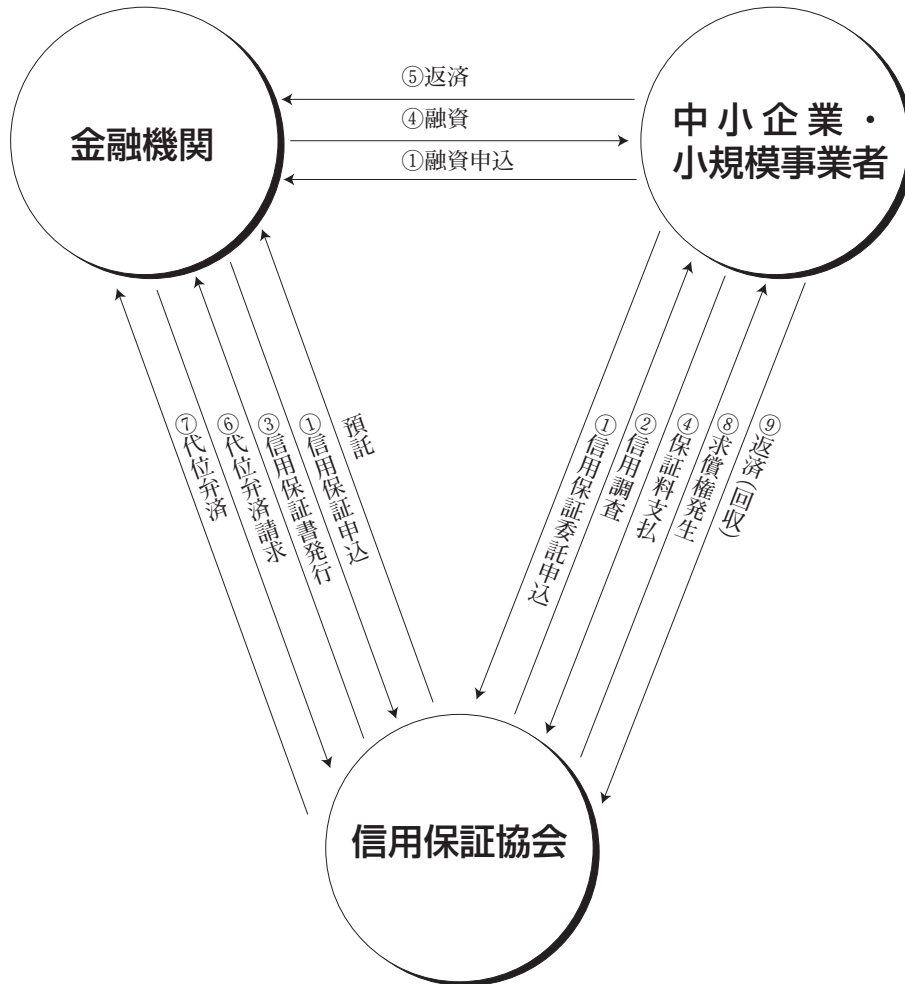 ⑤返済
④融資
①融資申込
金融機関
中小企業・
小規模事業者
⑦代位弁済
⑥代位弁済請求
③信用保証書発行
①信用保証申込
預託
①信用保証委託申込
②信用調査
④保証料支払
⑧求償権発生
⑨返済(回収)
信用保証協会